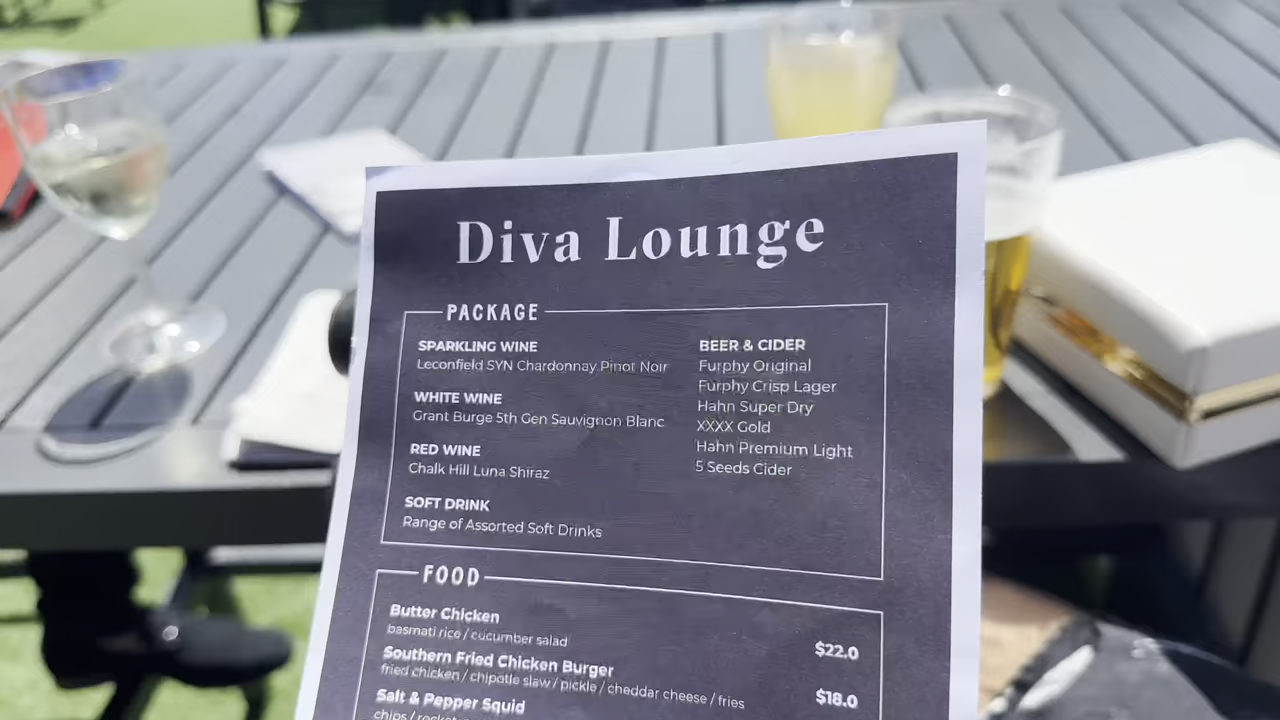 Diva Lounge
PACKAGE
SPARKLING WINE
Leconfield SYN Chardonnay Pinot Noir
WHITE WINE
Grant Burge 5th Gen Sauvignon Blanc
RED WINE
Chalk Hill Luna Shiraz
SOFT DRINK
Range of Assorted Soft Drinks
BEER & CIDER
Furphy Original
Furphy Crisp Lager
Hahn Super Dry
XXXX Gold
Hahn Premium Light
5 Seeds Cider
FOOD
Butter Chicken
basmati rice / cucumber salad
$22.0
Southern Fried Chicken Burger
fried chicken / chipotle slaw / pickle / cheddar cheese / fries
$18.0
Salt & Pepper Squid
chips /